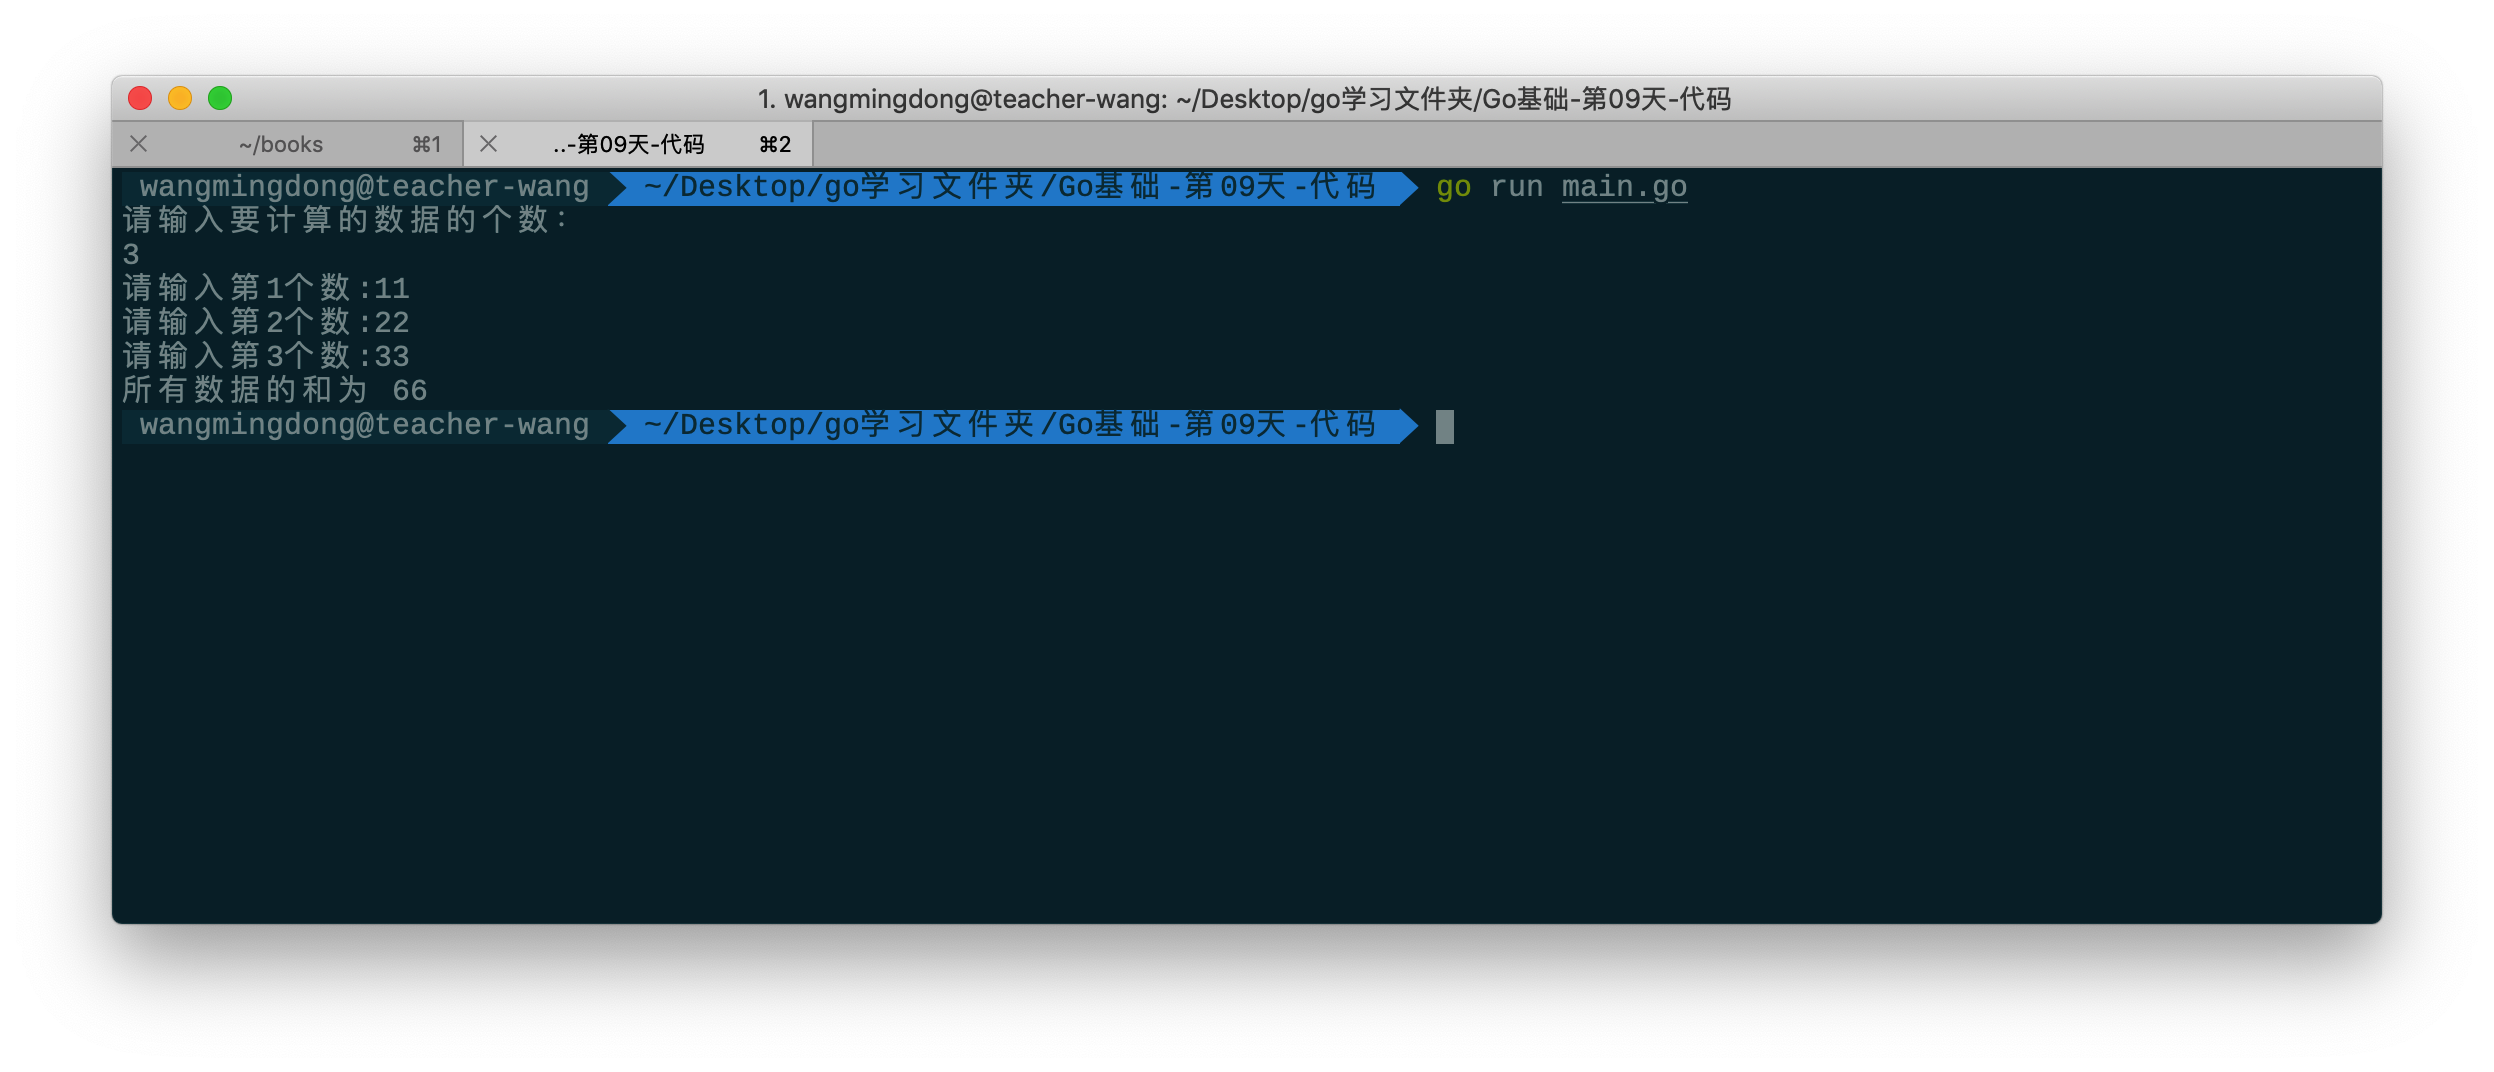 1. wangmingdong@teacher-wang: ~/Desktop/go学习文件夹/Go基础-第09天-代码
~/books ⌘1 ..-第09天-代码 ⌘2
wangmingdong@teacher-wang ~/Desktop/go学习文件夹/Go基础-第09天-代码 go run main.go
请输入要计算的数据的个数：
3
请输入第1个数:11
请输入第2个数:22
请输入第3个数:33
所有数据的和为 66
wangmingdong@teacher-wang ~/Desktop/go学习文件夹/Go基础-第09天-代码